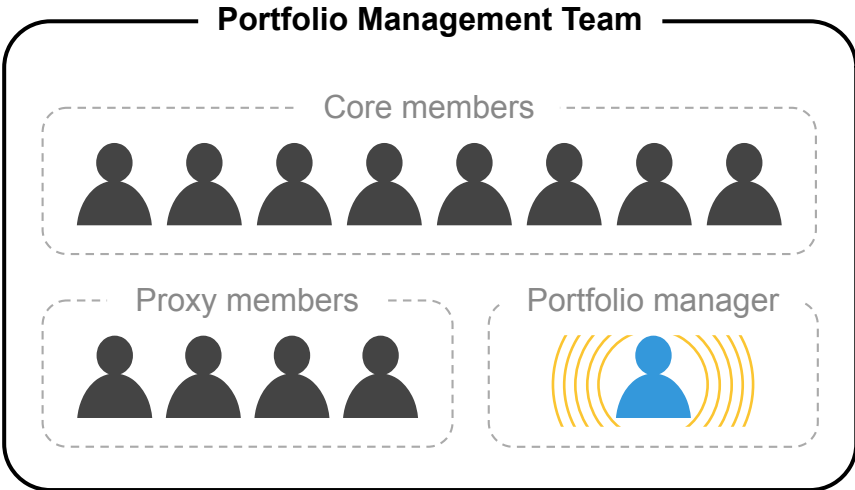 Portfolio Management Team
Core members
Proxy members
Portfolio manager